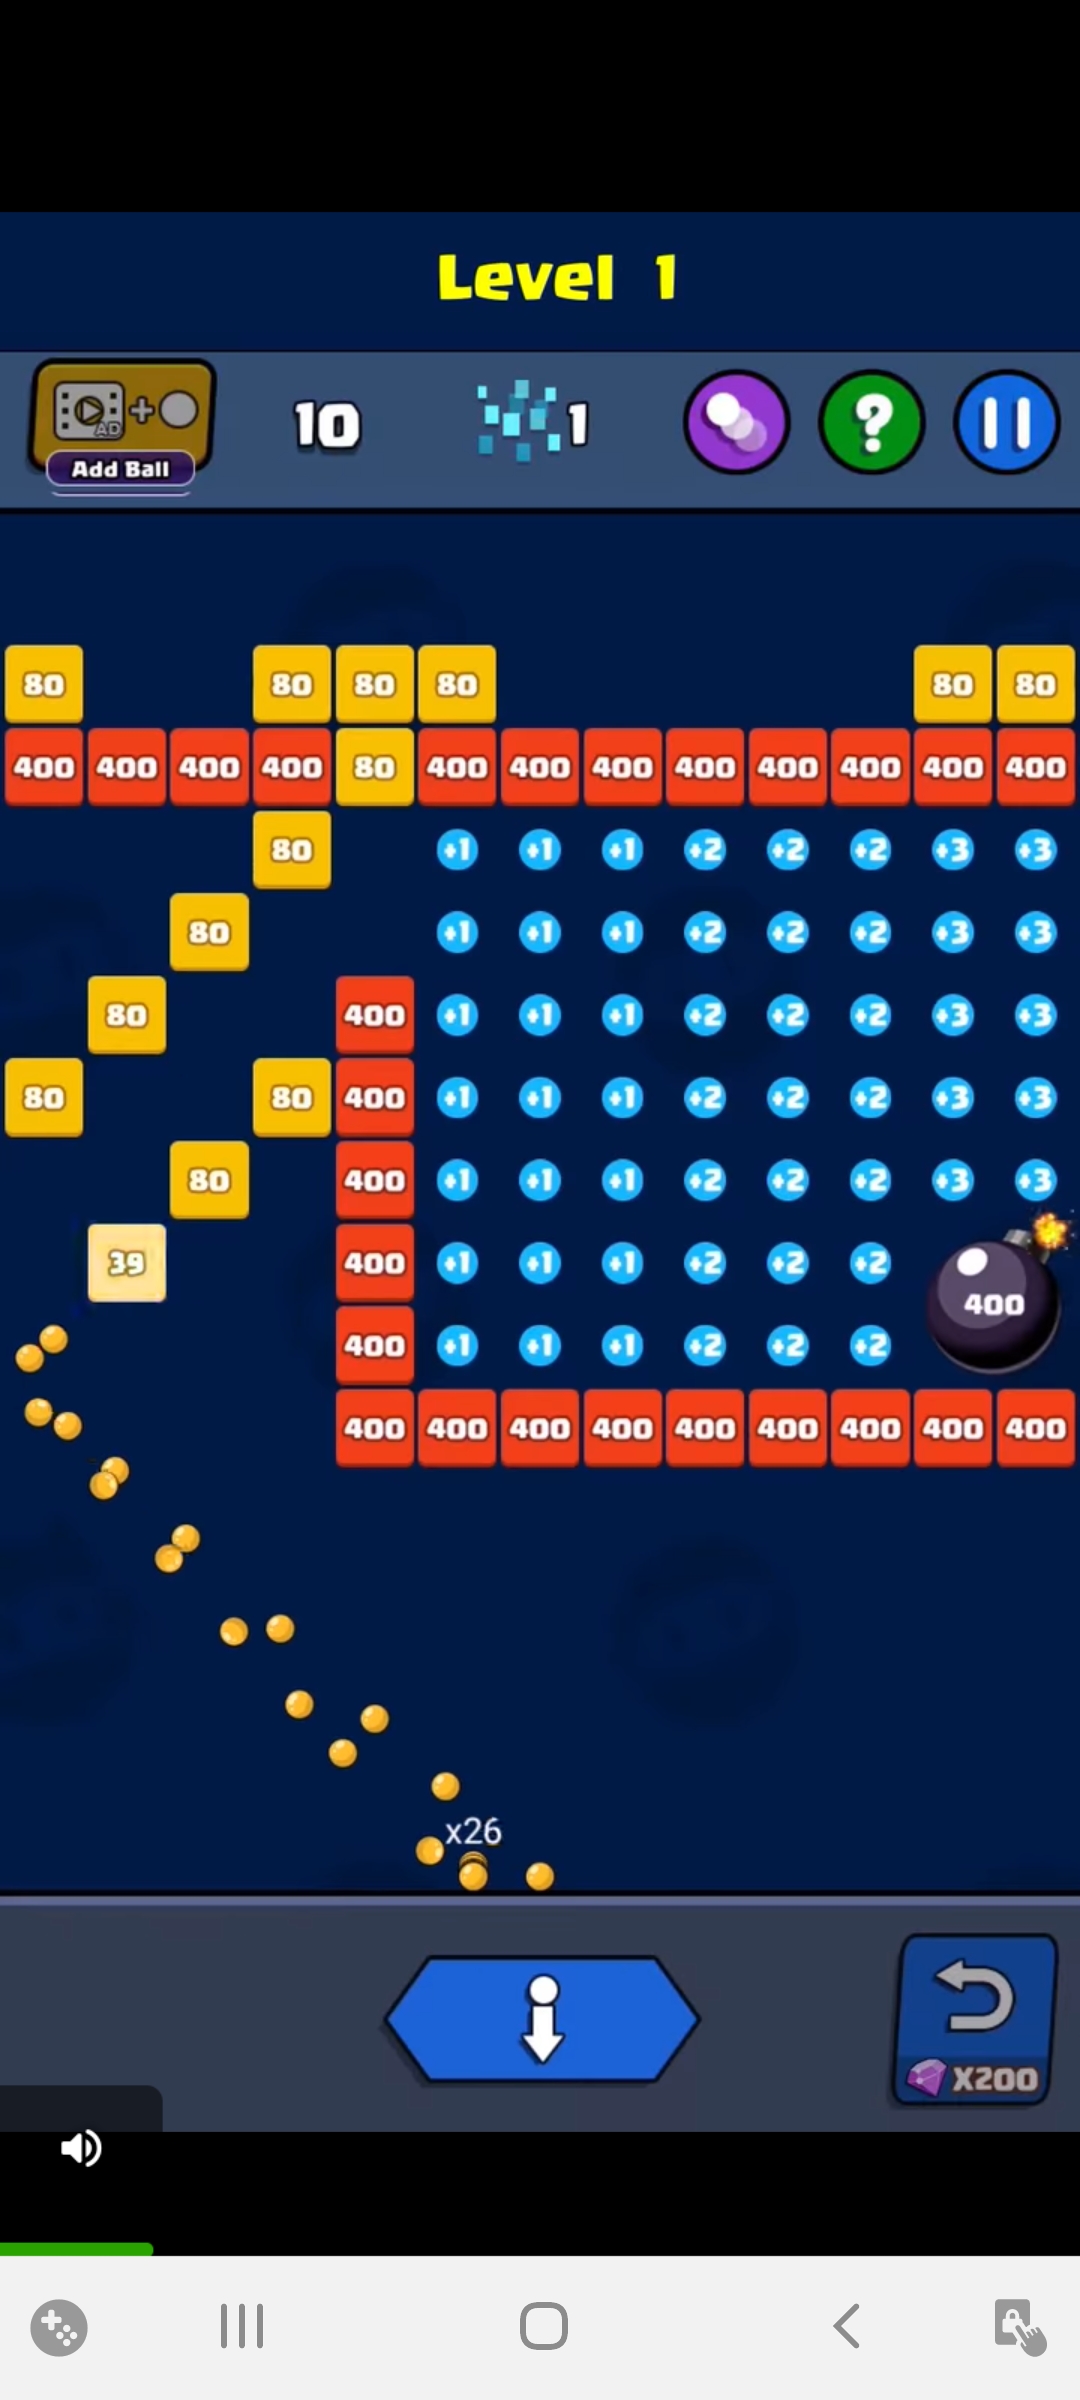 Level 1
AD
+
Add Ball
10
1
?
80 80 80 80 80 80
400 400 400 400 80 400 400 400 400 400 400 400 400
80 +1 +1 +1 +2 +2 +2 +3 +3
80 +1 +1 +1 +2 +2 +2 +3 +3
80 400 +1 +1 +1 +2 +2 +2 +3 +3
80 80 400 +1 +1 +1 +2 +2 +2 +3 +3
80 400 +1 +1 +1 +2 +2 +2 +3 +3
39 400 +1 +1 +1 +2 +2 +2
400
400 +1 +1 +1 +2 +2 +2
400 400 400 400 400 400 400 400 400
x26
X200